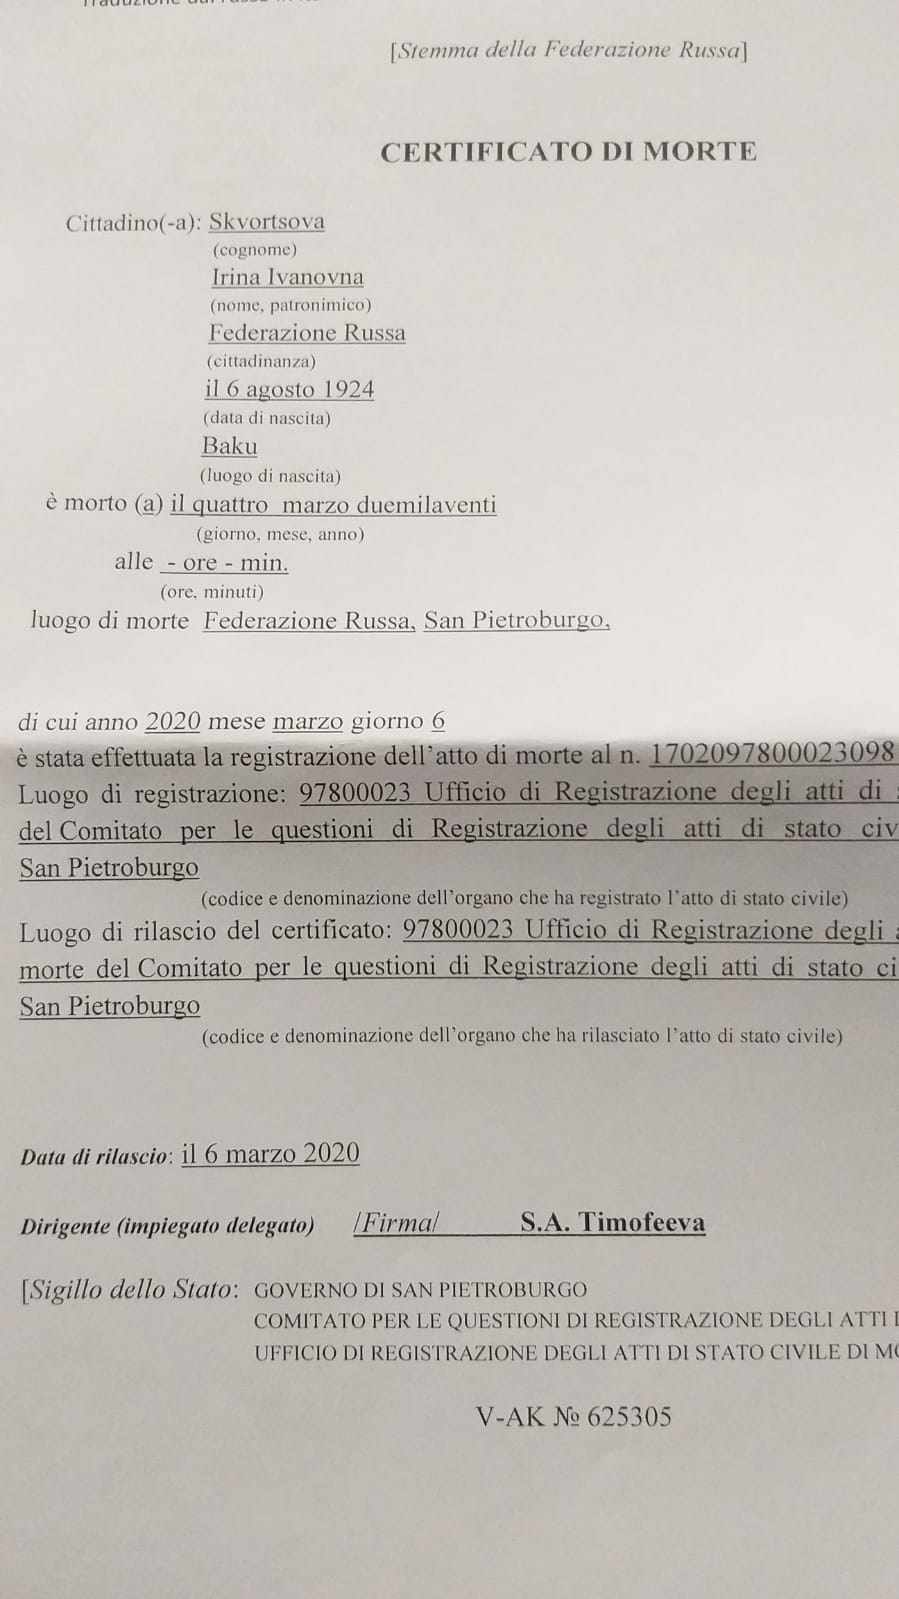 [Stemma della Federazione Russa]
CERTIFICATO DI MORTE
Cittadino(-a): Skvortsova
(cognome)
Irina Ivanovna
(nome, patronimico)
Federazione Russa
(cittadinanza)
il 6 agosto 1924
(data di nascita)
Baku
(luogo di nascita)
è morto (a) il quattro marzo duemilaventi
(giorno, mese, anno)
alle - ore - min.
(ore, minuti)
luogo di morte Federazione Russa, San Pietroburgo,
di cui anno 2020 mese marzo giorno 6
è stata effettuata la registrazione dell'atto di morte al n. 1702097800023098
Luogo di registrazione: 97800023 Ufficio di Registrazione degli atti di
del Comitato per le questioni di Registrazione degli atti di stato civ
San Pietroburgo
(codice e denominazione dell'organo che ha registrato l'atto di stato civile)
Luogo di rilascio del certificato: 97800023 Ufficio di Registrazione degli
morte del Comitato per le questioni di Registrazione degli atti di stato ci
San Pietroburgo
(codice e denominazione dell'organo che ha rilasciato l'atto di stato civile)
Data di rilascio: il 6 marzo 2020
Dirigente (impiegato delegato) /Firma/ S.A. Timofeeva
[Sigillo dello Stato: GOVERNO DI SAN PIETROBURGO
COMITATO PER LE QUESTIONI DI REGISTRAZIONE DEGLI ATTI
UFFICIO DI REGISTRAZIONE DEGLI ATTI DI STATO CIVILE DI M
V-AK № 625305